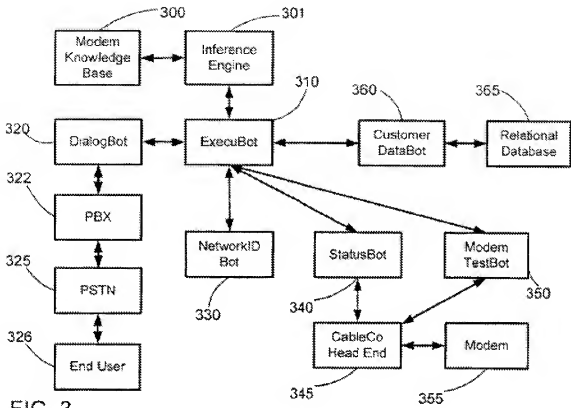 300
301
Modem
Knowledge
Base
Inference
Engine
310
360
365
320
DialogBot
ExecuBot
Customer
DataBot
Relational
Database
322
PBX
NetworkID
Bot
StatusBot
Modem
TestBot
325
PSTN
330
340
350
326
End User
CableCo
Head End
Modem
345
355
FIG. 3